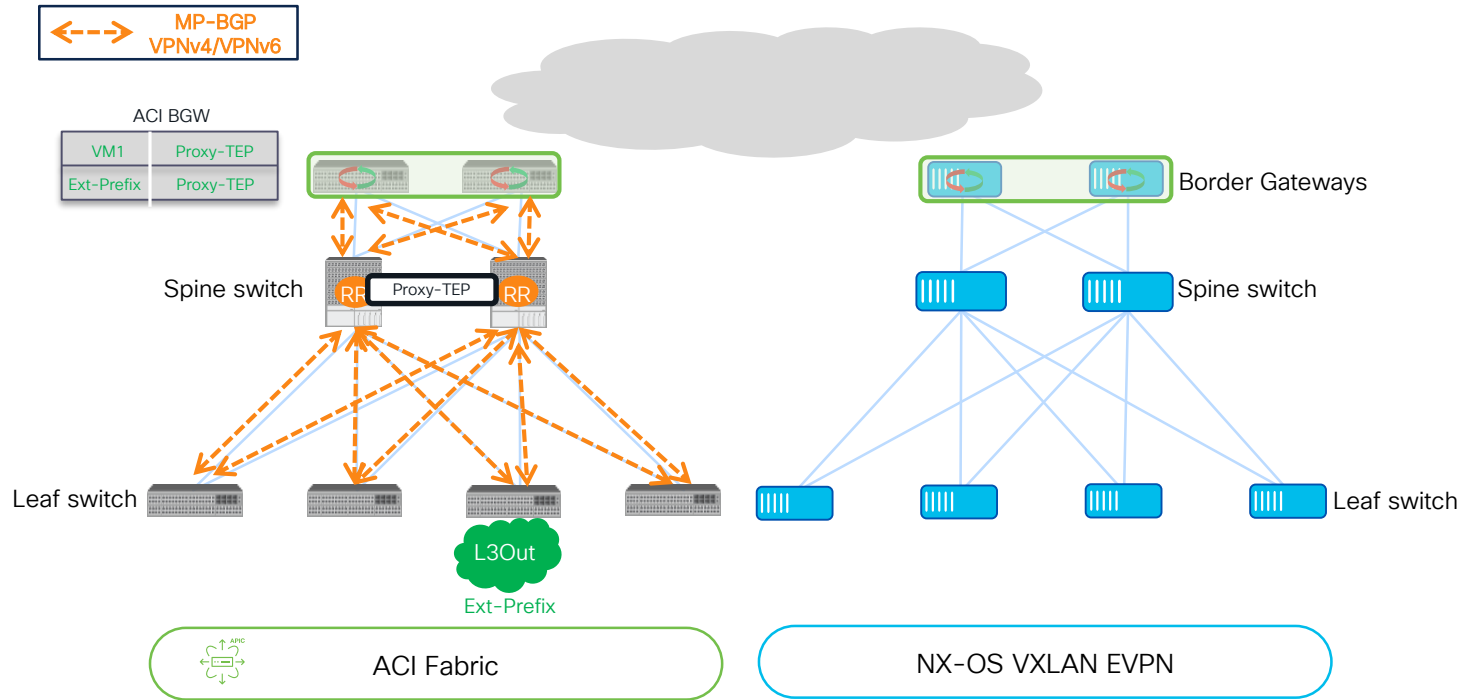 MP-BGP
VPNv4/VPNv6
ACI BGW
VM1 Proxy-TEP
Ext-Prefix Proxy-TEP
Border Gateways
Spine switch
RR Proxy-TEP RR
Spine switch
Leaf switch
Leaf switch
L3Out
Ext-Prefix
APIC
ACI Fabric
NX-OS VXLAN EVPN